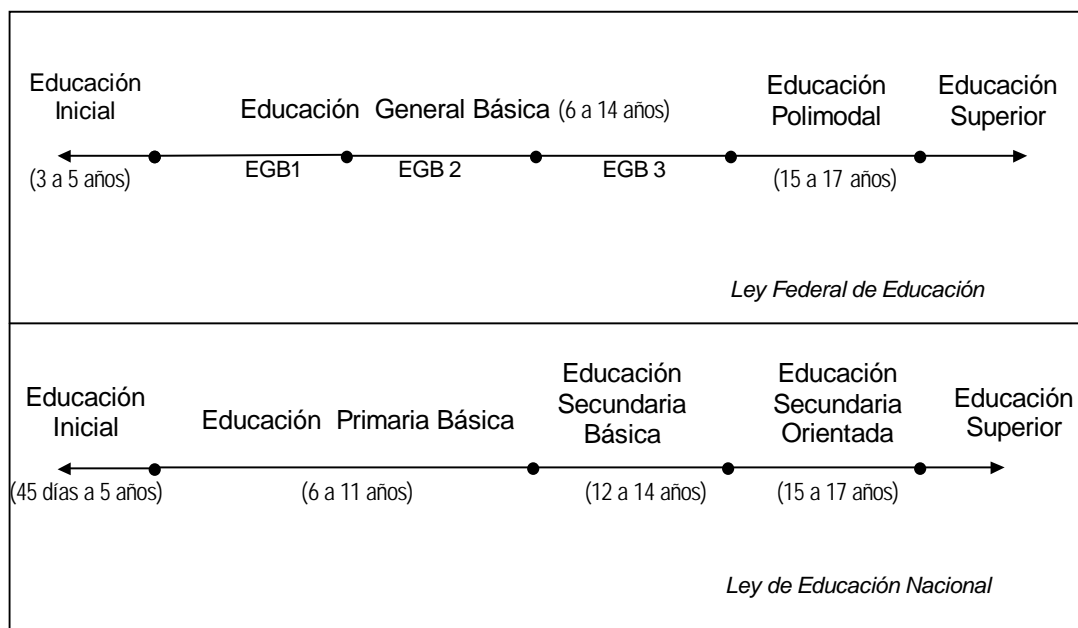 Educación
Inicial
Educación General Básica (6 a 14 años)
Educación
Polimodal
Educación
Superior
(3 a 5 años)
EGB1
EGB 2
EGB 3
(15 a 17 años)
Ley Federal de Educación
Educación
Inicial
Educación Primaria Básica
Educación
Secundaria
Básica
Educación
Secundaria
Orientada
Educación
Superior
(45 días a 5 años)
(6 a 11 años)
(12 a 14 años)
(15 a 17 años)
Ley de Educación Nacional